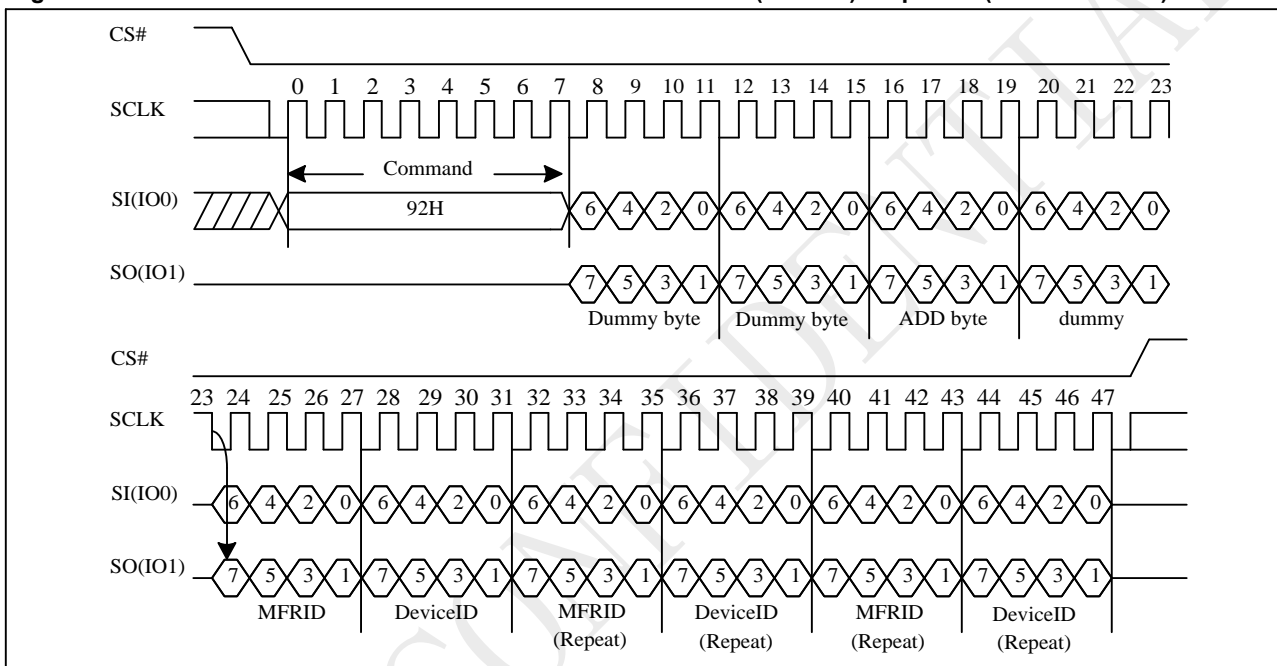 CS#
0 1 2 3 4 5 6 7 8 9 10 11 12 13 14 15 16 17 18 19 20 21 22 23
SCLK
Command
SI(IO0) 92H 6 4 2 0 6 4 2 0 6 4 2 0 6 4 2 0
SO(IO1) 7 5 3 1 7 5 3 1 7 5 3 1 7 5 3 1
Dummy byte Dummy byte ADD byte dummy
CS#
23 24 25 26 27 28 29 30 31 32 33 34 35 36 37 38 39 40 41 42 43 44 45 46 47
SCLK
SI(IO0) 6 4 2 0 6 4 2 0 6 4 2 0 6 4 2 0 6 4 2 0 6 4 2 0
SO(IO1) 7 5 3 1 7 5 3 1 7 5 3 1 7 5 3 1 7 5 3 1 7 5 3 1
MFRID DeviceID MFRID DeviceID MFRID DeviceID
(Repeat) (Repeat) (Repeat) (Repeat)